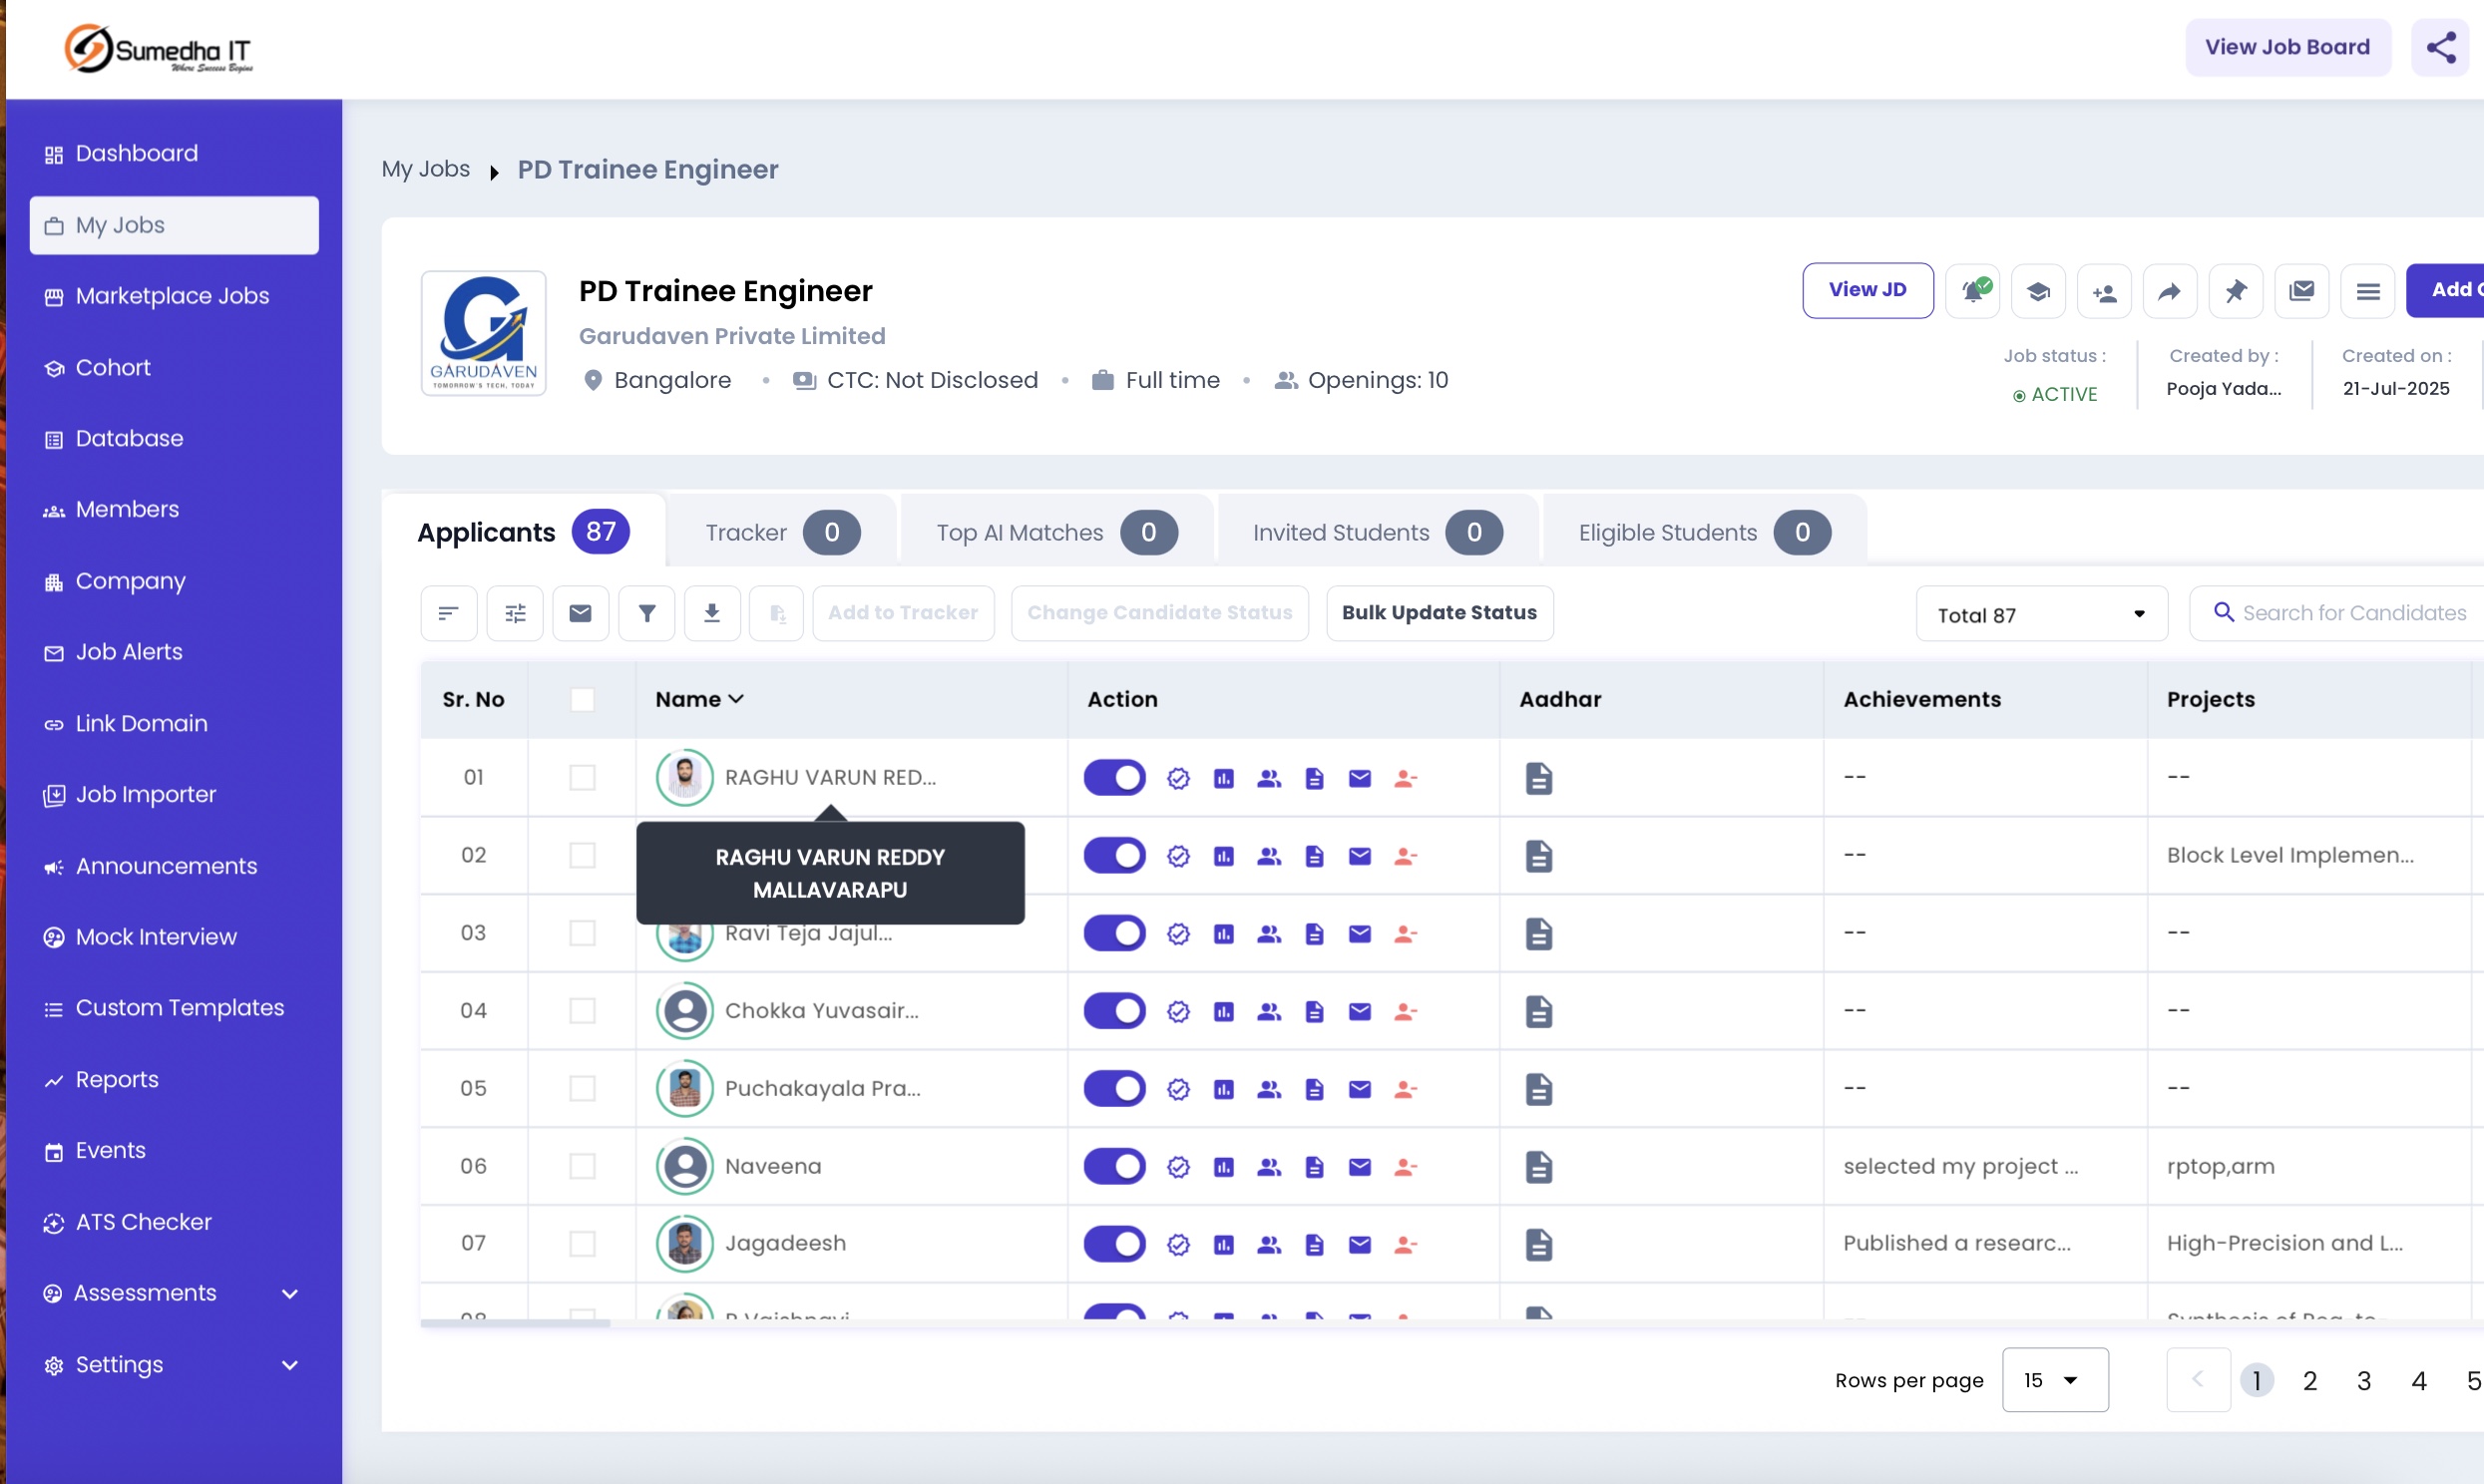 Sumedha IT
Where Success Begins
View Job Board
Dashboard
My Jobs
Marketplace Jobs
Cohort
Database
Members
Company
Job Alerts
Link Domain
Job Importer
Announcements
Mock Interview
Custom Templates
Reports
Events
ATS Checker
Assessments
Settings
My Jobs PD Trainee Engineer
GARUDAVEN
TOMORROW'S TECH, TODAY
PD Trainee Engineer
Garudaven Private Limited
Bangalore • CTC: Not Disclosed • Full time • Openings: 10
View JD
Add
Job status :
ACTIVE
Created by :
Pooja Yada...
Created on :
21-Jul-2025
Applicants 87
Tracker 0
Top AI Matches 0
Invited Students 0
Eligible Students 0
Add to Tracker
Change Candidate Status
Bulk Update Status
Total 87
Search for Candidates
Sr. No Name Action Aadhar Achievements Projects
01 RAGHU VARUN RED... -- --
RAGHU VARUN REDDY
MALLAVARAPU
02 -- Block Level Implemen...
03 Ravi Teja Jajul... -- --
04 Chokka Yuvasair... -- --
05 Puchakayala Pra... -- --
06 Naveena selected my project ... rptop,arm
07 Jagadeesh Published a researc... High-Precision and L...
08 Vaishnavi --
Rows per page 15 < 1 2 3 4 5